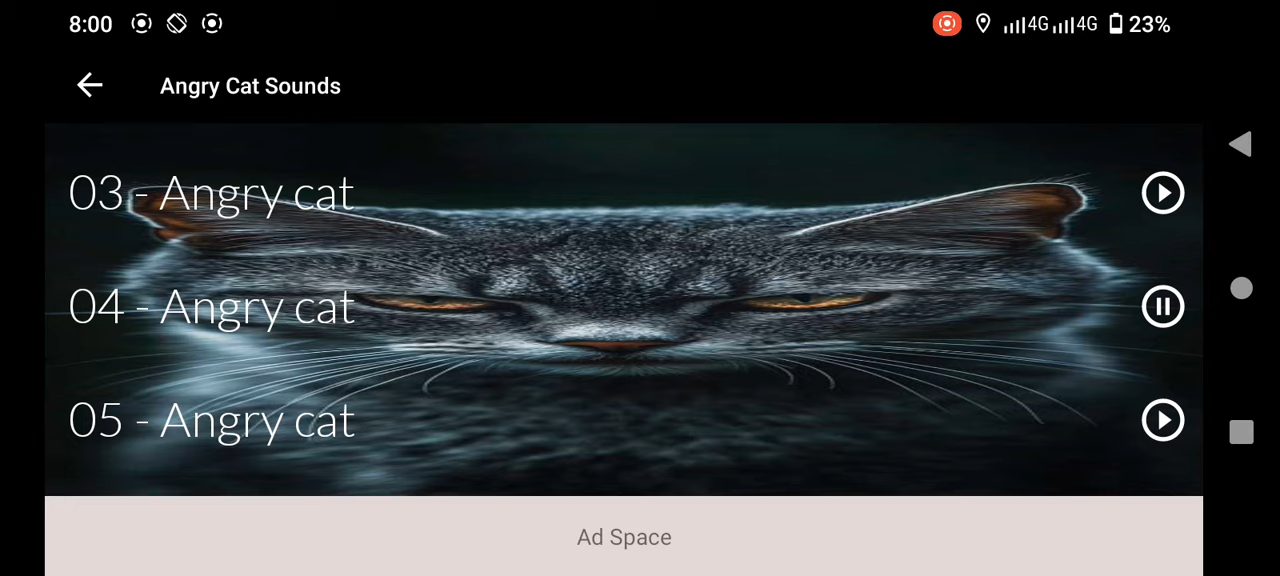 8:00 4G 4G 23%
Angry Cat Sounds
03 - Angry cat
04 - Angry cat
05 - Angry cat
Ad Space